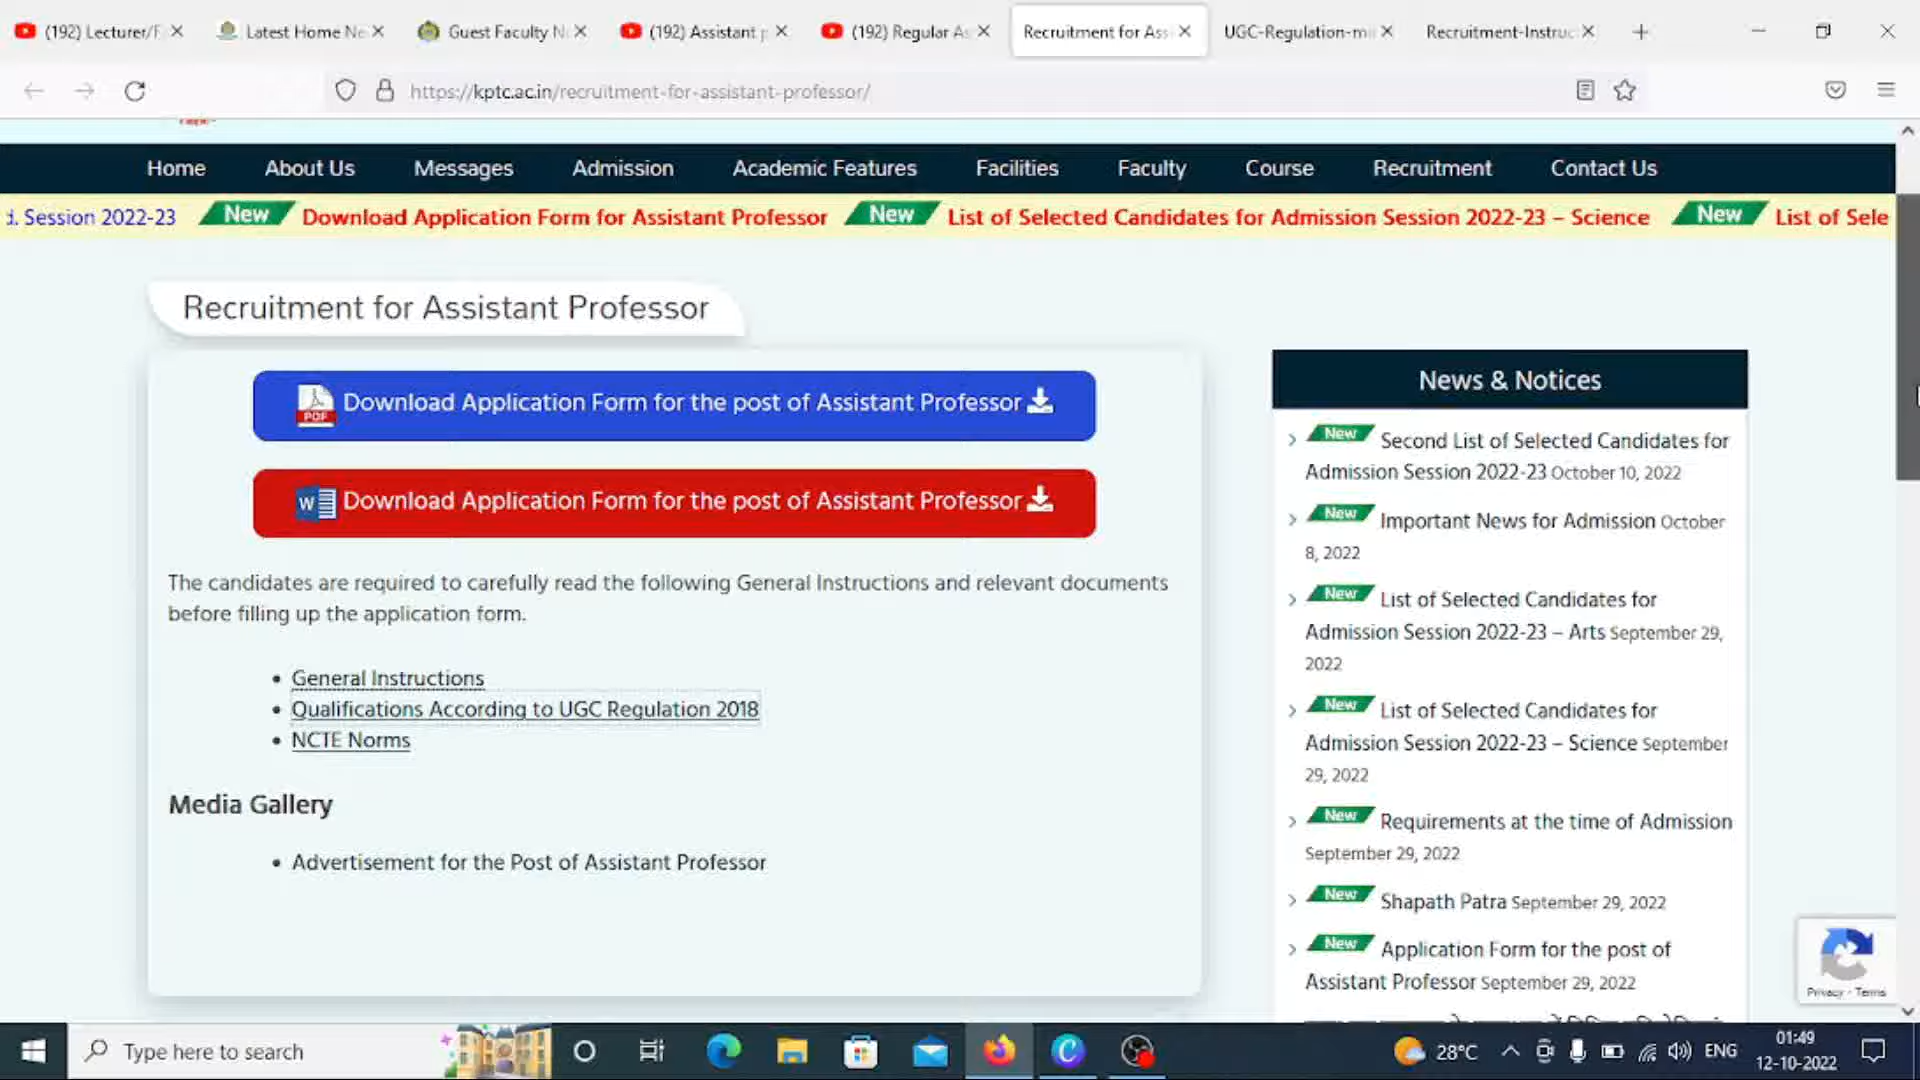 (192) Lecturer/F
Latest Home Ne
Guest Faculty N
(192) Assistant p
(192) Regular As
Recruitment for Ass
UGC-Regulation-m
Recruitment-Instruc
https://kptc.ac.in/recruitment-for-assistant-professor/
Home About Us Messages Admission Academic Features Facilities Faculty Course Recruitment Contact Us
d. Session 2022-23 New Download Application Form for Assistant Professor New List of Selected Candidates for Admission Session 2022-23 – Science New List of Sele
Recruitment for Assistant Professor
PDF Download Application Form for the post of Assistant Professor
W Download Application Form for the post of Assistant Professor
The candidates are required to carefully read the following General Instructions and relevant documents
before filling up the application form.
• General Instructions
• Qualifications According to UGC Regulation 2018
• NCTE Norms
Media Gallery
• Advertisement for the Post of Assistant Professor
News & Notices
New Second List of Selected Candidates for
Admission Session 2022-23 October 10, 2022
New Important News for Admission October
8, 2022
New List of Selected Candidates for
Admission Session 2022-23 – Arts September 29,
2022
New List of Selected Candidates for
Admission Session 2022-23 – Science September
29, 2022
New Requirements at the time of Admission
September 29, 2022
New Shapath Patra September 29, 2022
New Application Form for the post of
Assistant Professor September 29, 2022
Privacy - Terms
Type here to search
28°C
ENG
01:49
12-10-2022